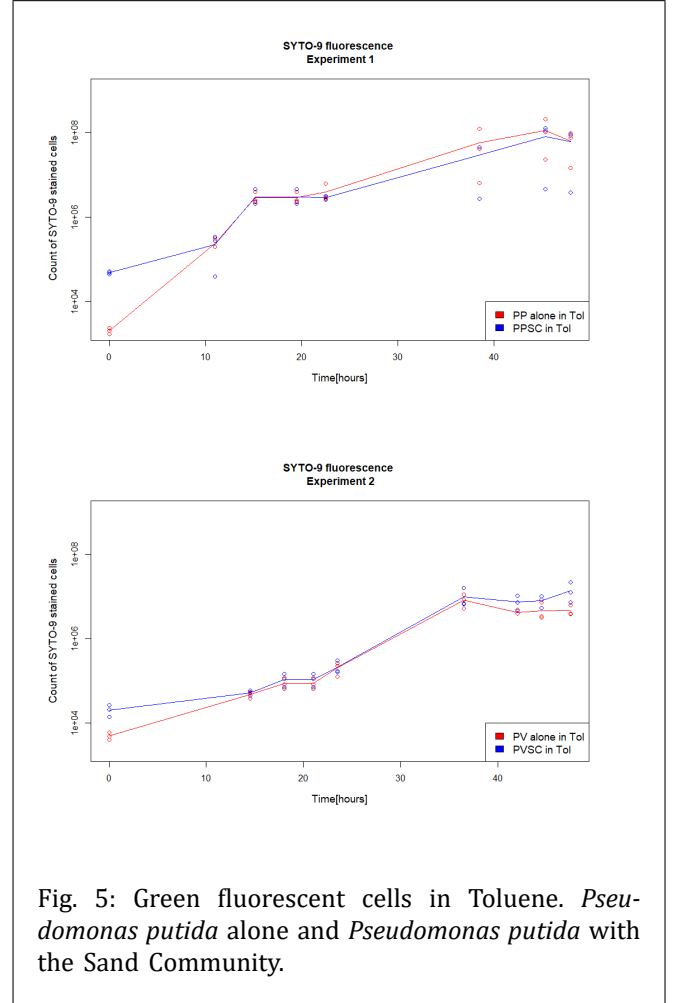 SYTO-9 fluorescence
Experiment 1
Count of SYTO-9 stained cells
1e+08
1e+06
1e+04
PP alone in Tol
PPSC in Tol
0 10 20 30 40
Time[hours]
SYTO-9 fluorescence
Experiment 2
Count of SYTO-9 stained cells
1e+08
1e+06
1e+04
PV alone in Tol
PVSC in Tol
0 10 20 30 40
Time[hours]
Fig. 5: Green fluorescent cells in Toluene. Pseu-
domonas putida alone and Pseudomonas putida with
the Sand Community.